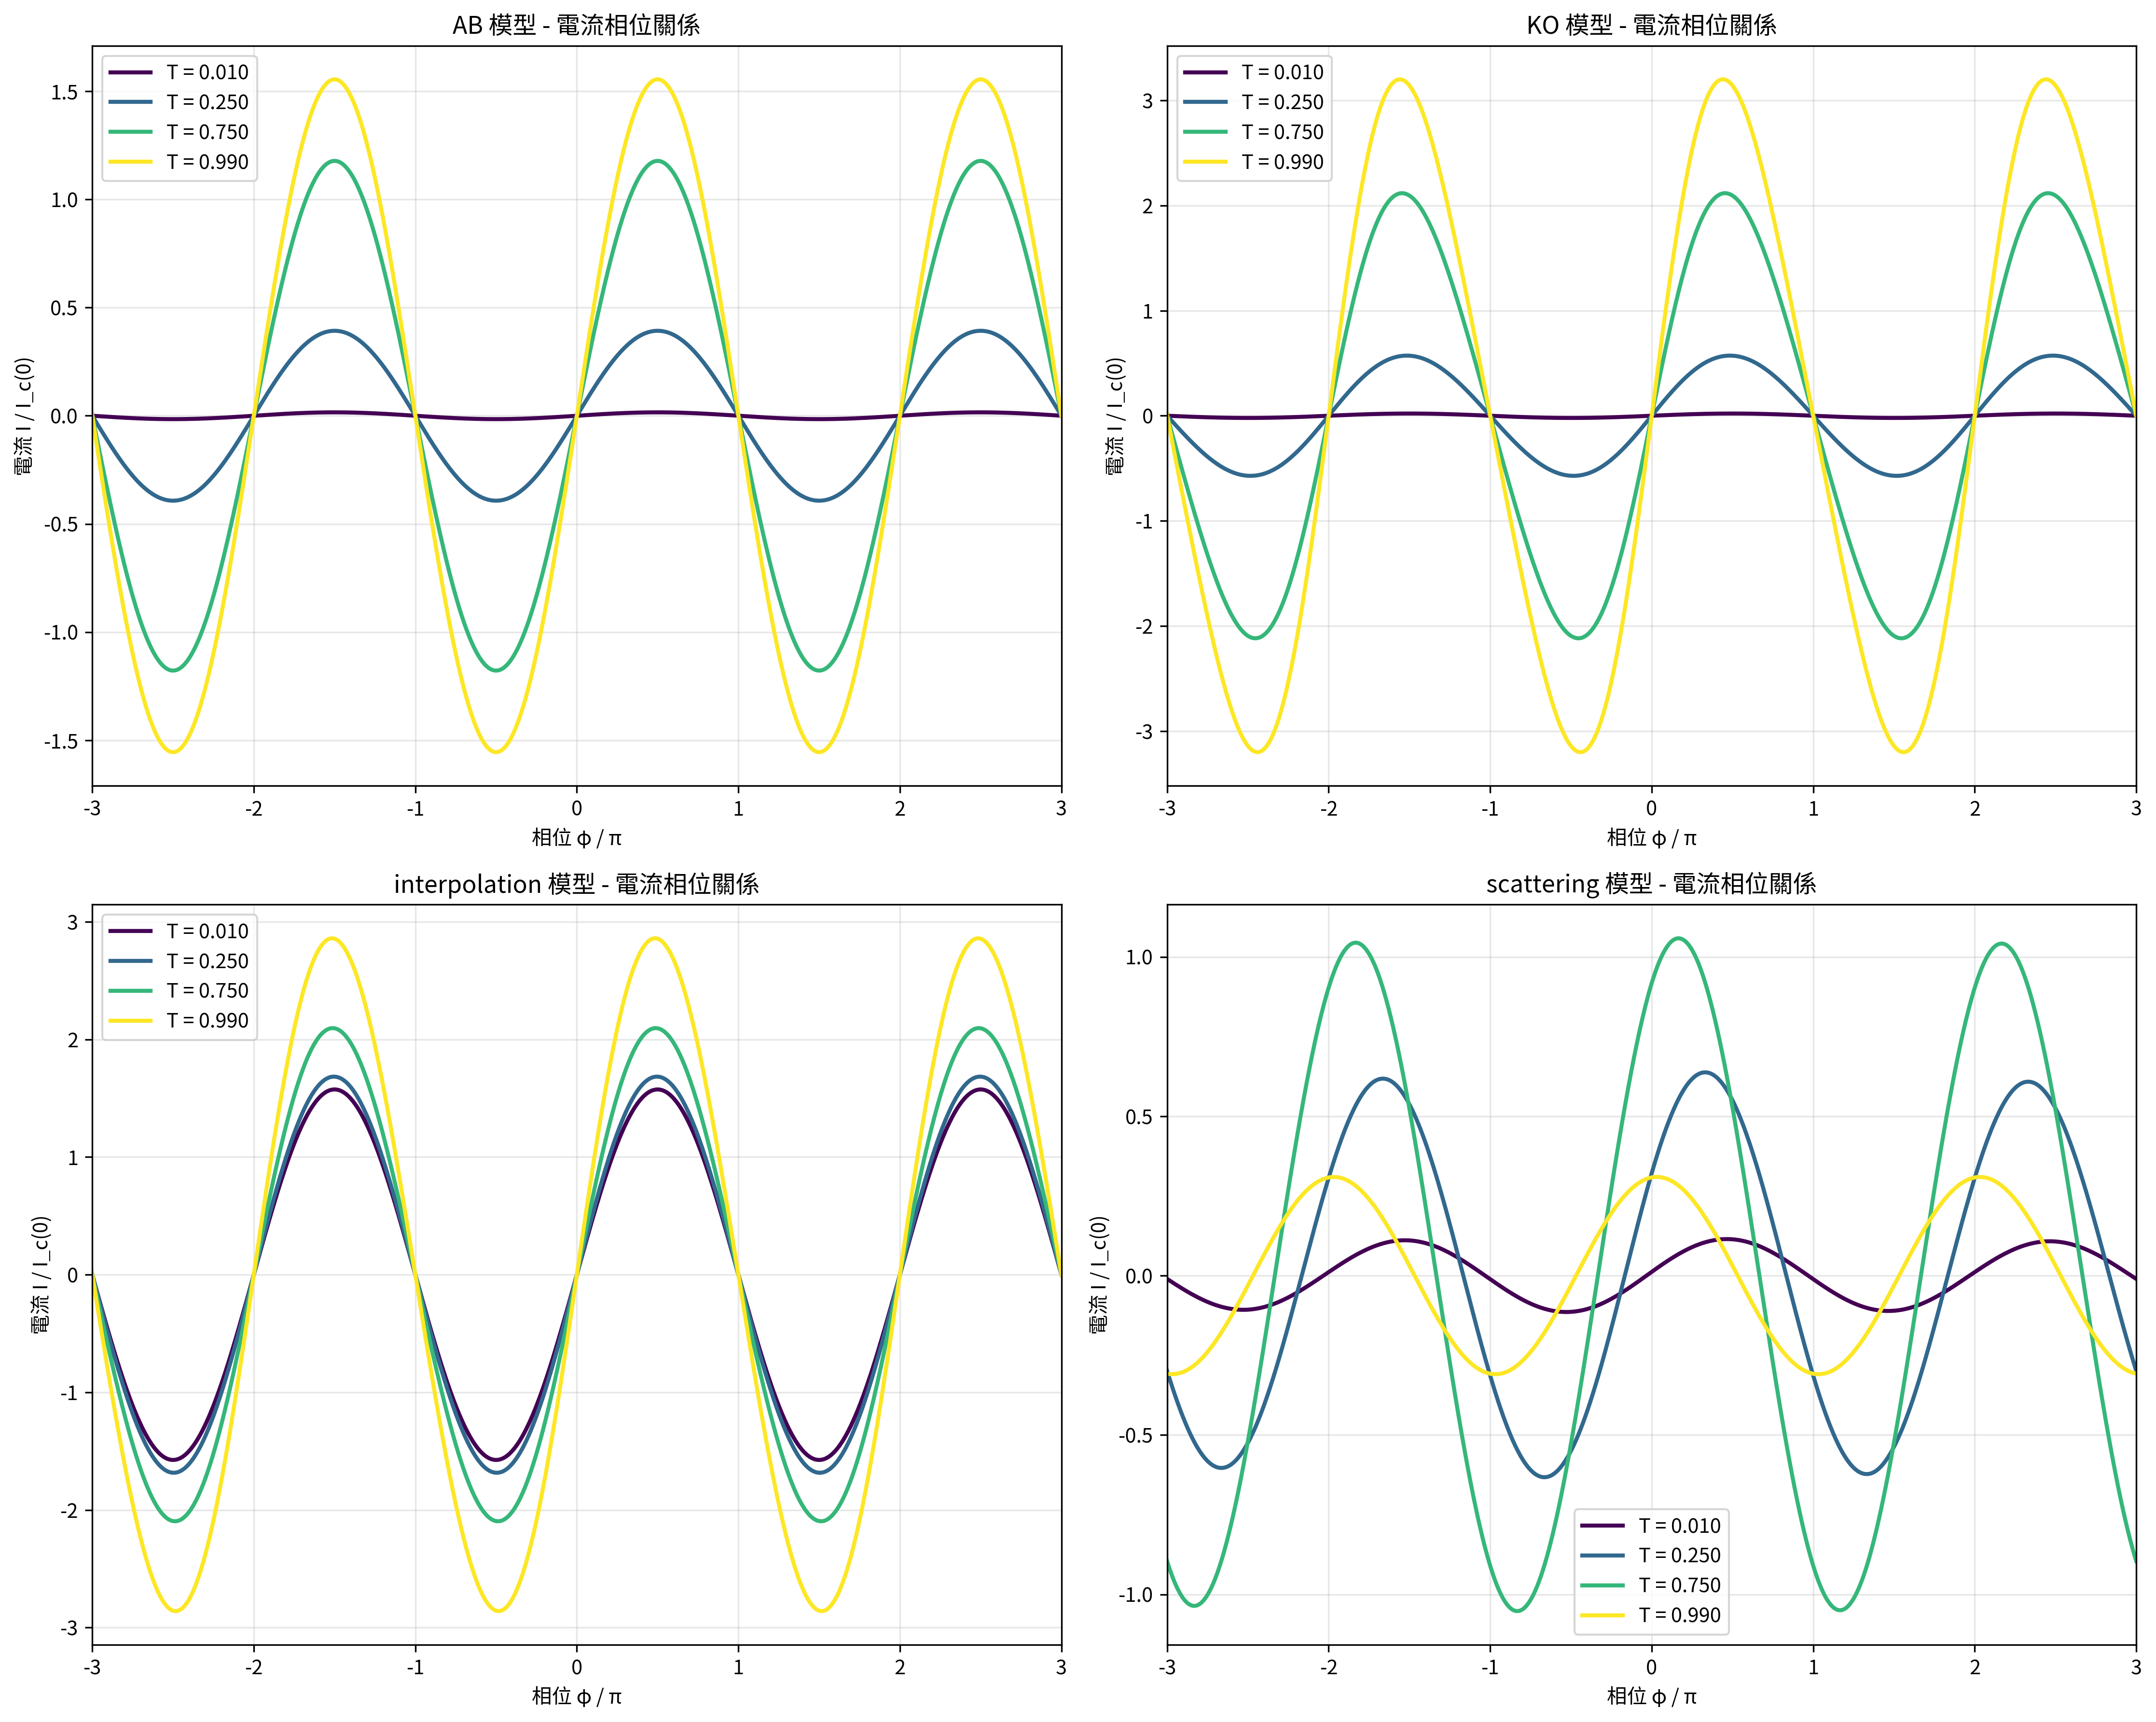 AB 模型 - 電流相位關係
電流 I / I_c(0)
1.5
1.0
0.5
0.0
-0.5
-1.0
-1.5
T = 0.010
T = 0.250
T = 0.750
T = 0.990
-3 -2 -1 0 1 2 3
相位 φ / π
KO 模型 - 電流相位關係
電流 I / I_c(0)
3
2
1
0
-1
-2
-3
T = 0.010
T = 0.250
T = 0.750
T = 0.990
-3 -2 -1 0 1 2 3
相位 φ / π
interpolation 模型 - 電流相位關係
電流 I / I_c(0)
3
2
1
0
-1
-2
-3
T = 0.010
T = 0.250
T = 0.750
T = 0.990
-3 -2 -1 0 1 2 3
相位 φ / π
scattering 模型 - 電流相位關係
電流 I / I_c(0)
1.0
0.5
0.0
-0.5
-1.0
T = 0.010
T = 0.250
T = 0.750
T = 0.990
-3 -2 -1 0 1 2 3
相位 φ / π